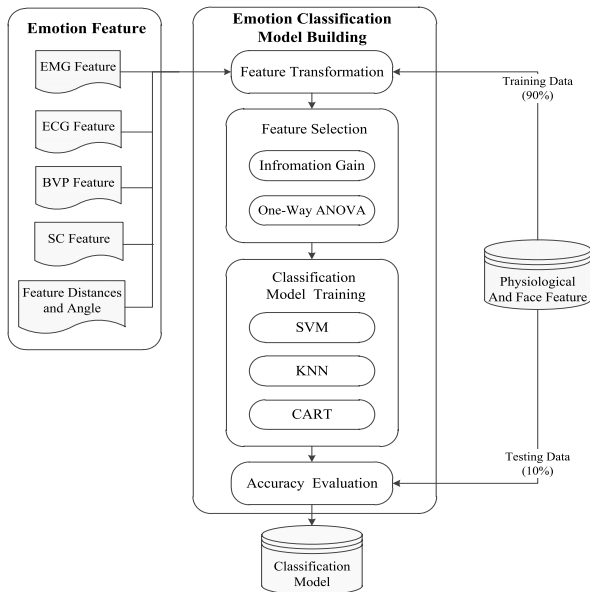 Emotion Feature
EMG Feature
ECG Feature
BVP Feature
SC Feature
Feature Distances
and Angle
Emotion Classification
Model Building
Feature Transformation
Feature Selection
Infromation Gain
One-Way ANOVA
Classification
Model Training
SVM
KNN
CART
Accuracy Evaluation
Classification
Model
Training Data
(90%)
Physiological
And Face Feature
Testing Data
(10%)